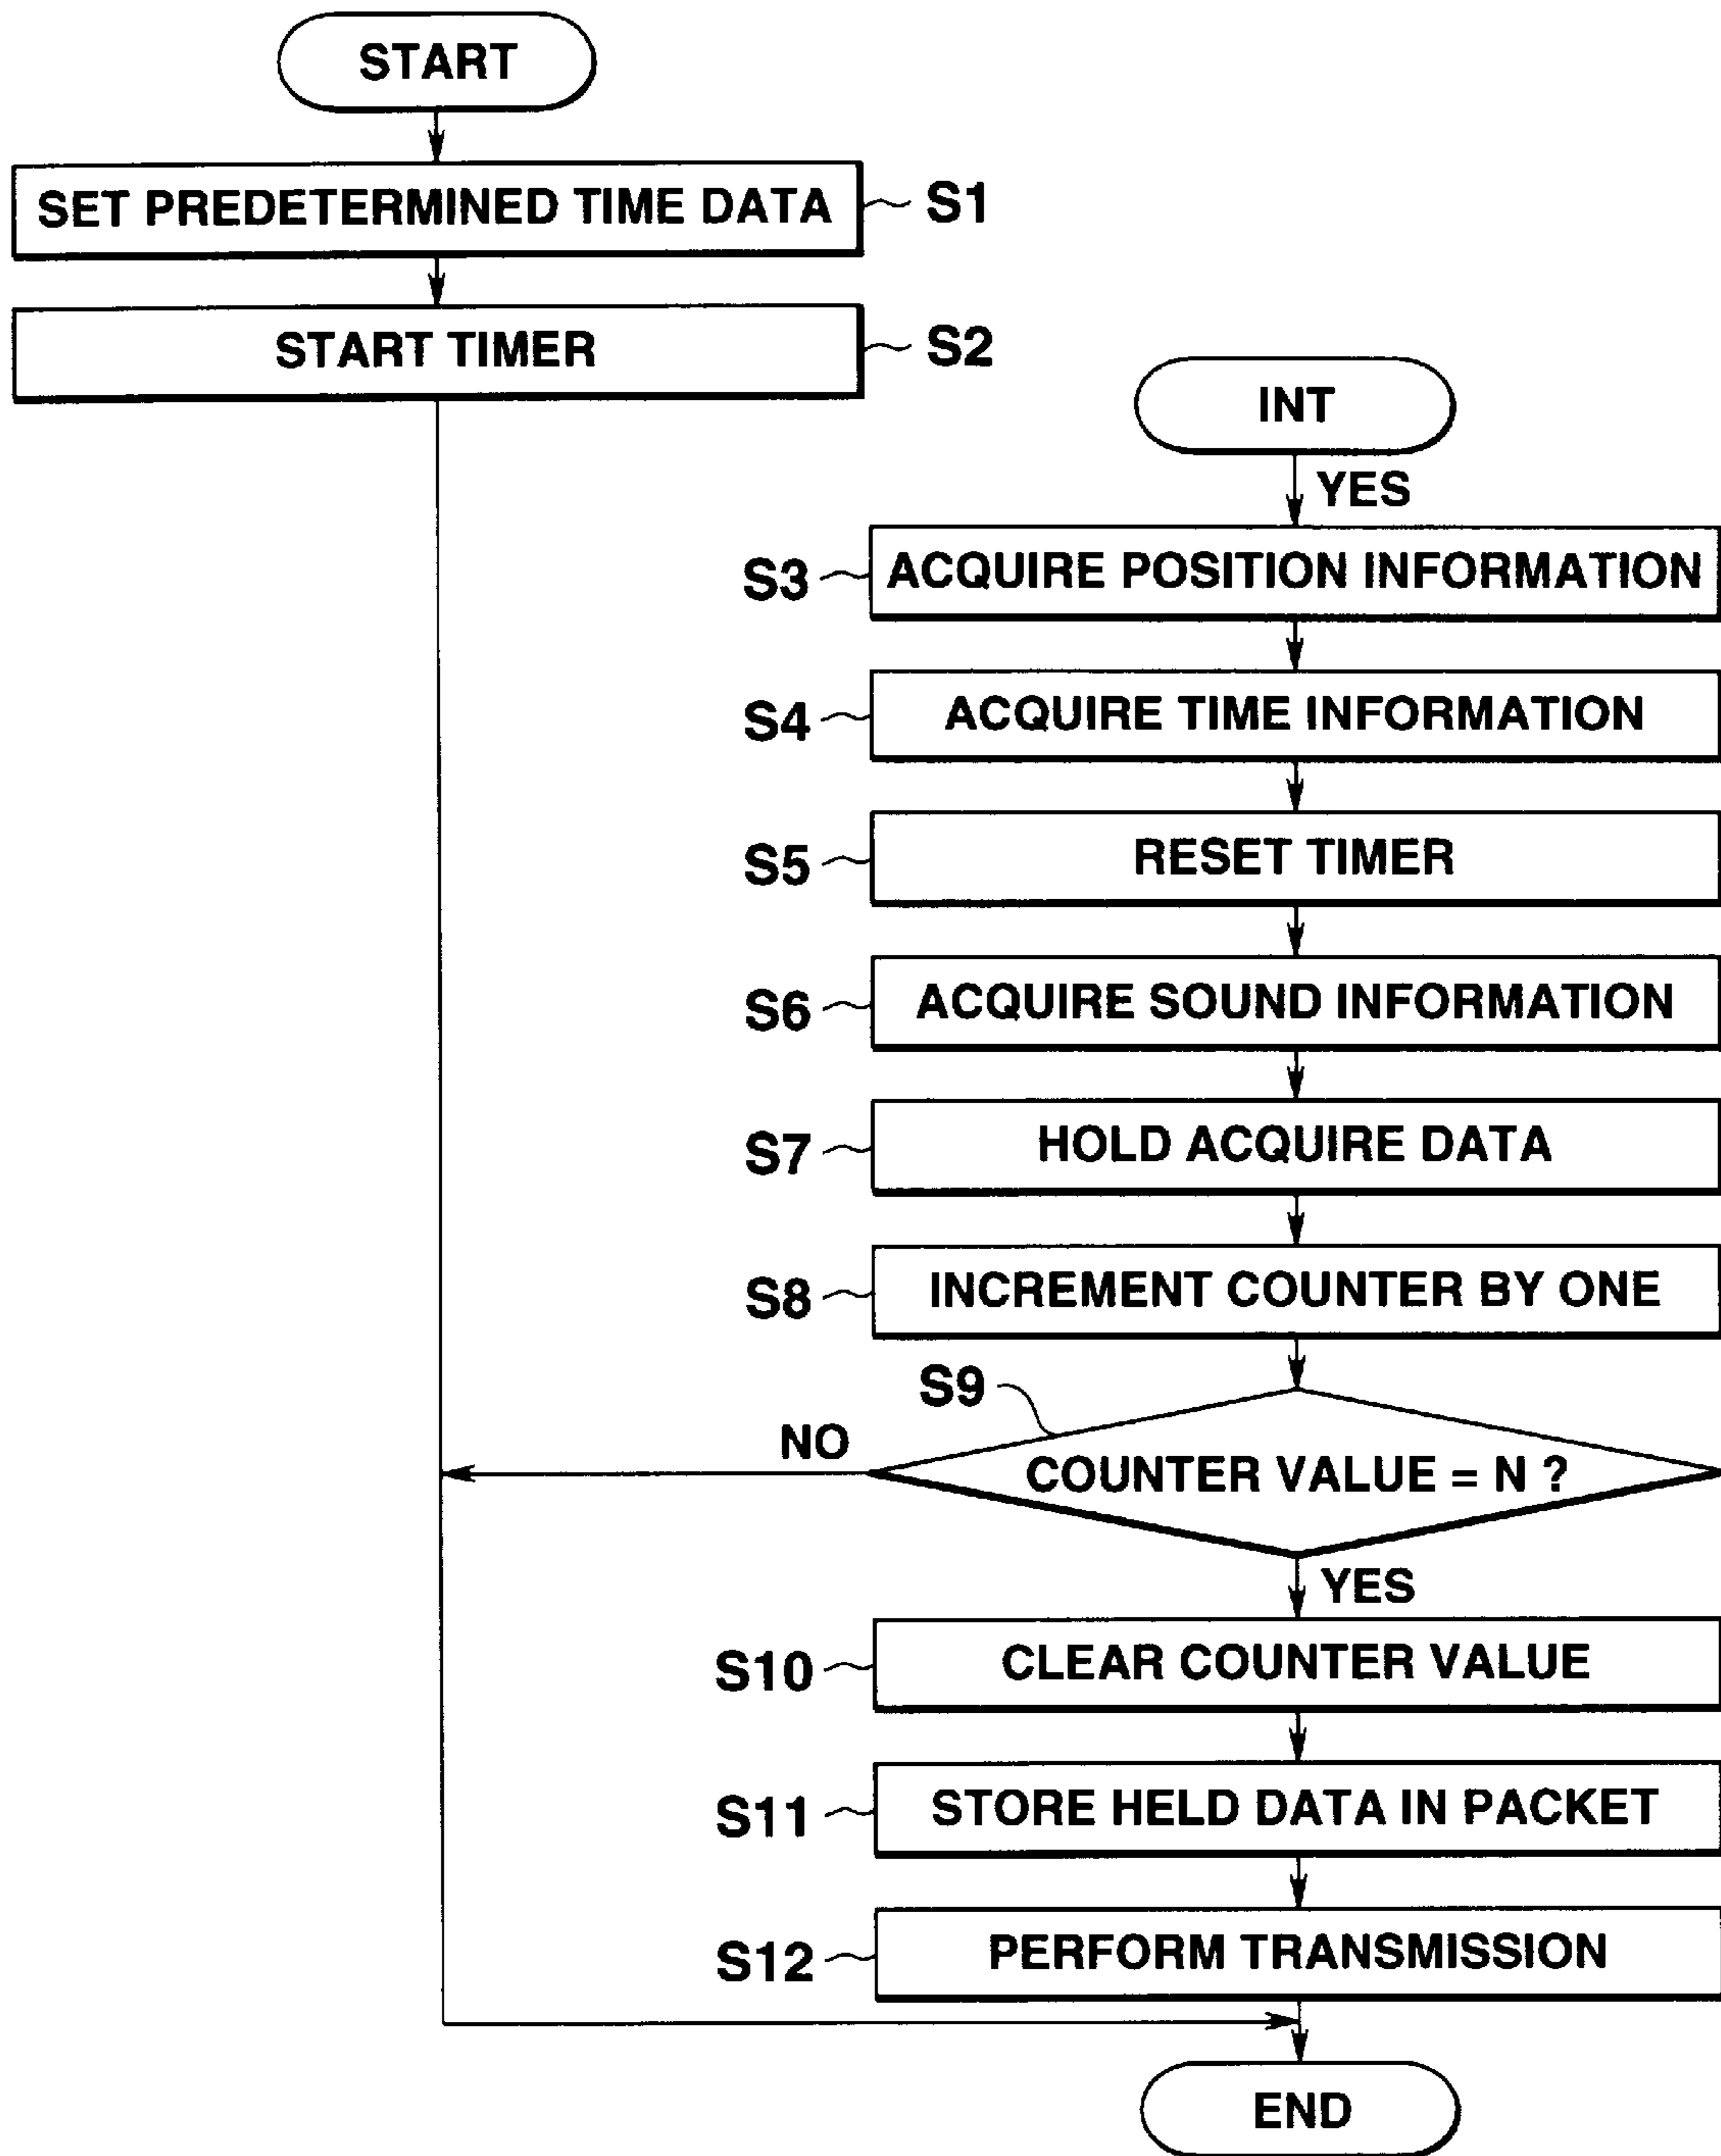 START
SET PREDETERMINED TIME DATA
S1
START TIMER
S2
INT
YES
S3
ACQUIRE POSITION INFORMATION
S4
ACQUIRE TIME INFORMATION
S5
RESET TIMER
S6
ACQUIRE SOUND INFORMATION
S7
HOLD ACQUIRE DATA
S8
INCREMENT COUNTER BY ONE
S9
NO
COUNTER VALUE = N ?
YES
S10
CLEAR COUNTER VALUE
S11
STORE HELD DATA IN PACKET
S12
PERFORM TRANSMISSION
END